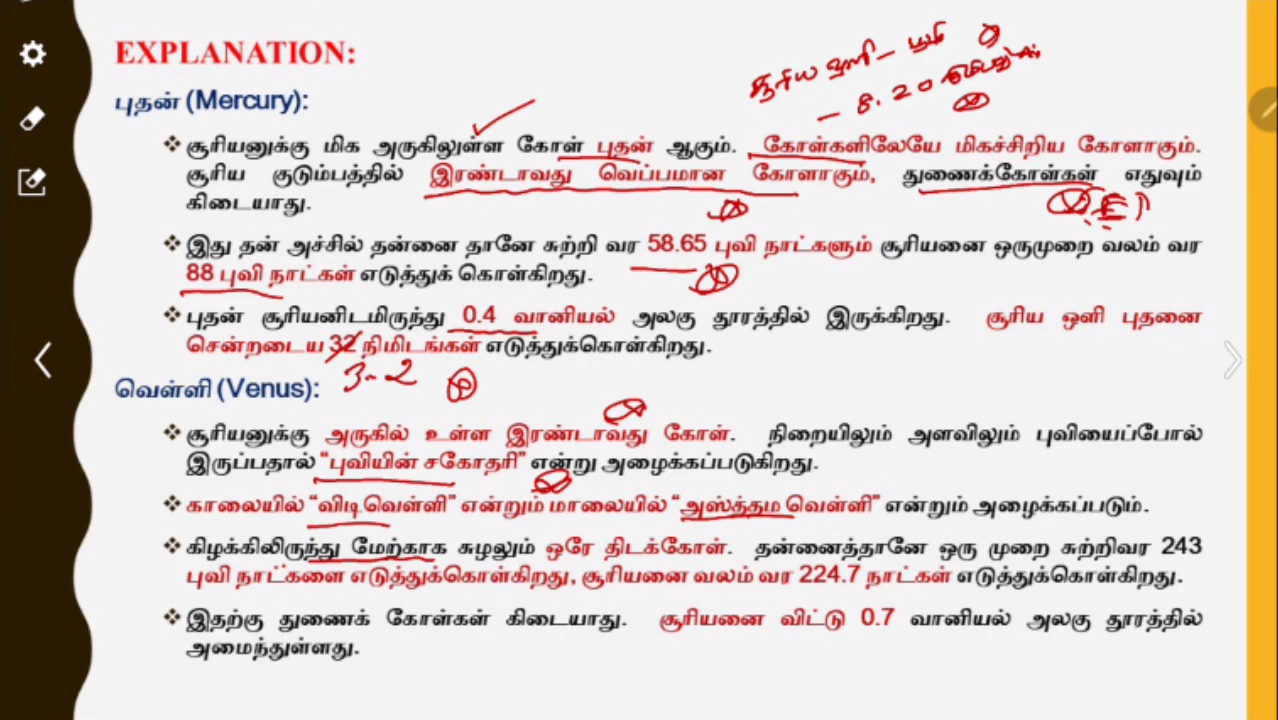 EXPLANATION:
சூரிய ஒளி – பூமி
– 8.20
புதன் (Mercury):
❖ சூரியனுக்கு மிக அருகிலுள்ள கோள் புதன் ஆகும். கோள்களிலேயே மிகச்சிறிய கோளாகும்.
சூரிய குடும்பத்தில் இரண்டாவது வெப்பமான கோளாகும், துணைக்கோள்கள் எதுவும்
கிடையாது.
❖ இது தன் அச்சில் தன்னை தானே சுற்றி வர 58.65 புவி நாட்களும் சூரியனை ஒருமுறை வலம் வர
88 புவி நாட்கள் எடுத்துக் கொள்கிறது.
❖ புதன் சூரியனிடமிருந்து 0.4 வானியல் அலகு தூரத்தில் இருக்கிறது. சூரிய ஒளி புதனை
சென்றடைய 32 நிமிடங்கள் எடுத்துக்கொள்கிறது.
3.2
வெள்ளி (Venus):
❖ சூரியனுக்கு அருகில் உள்ள இரண்டாவது கோள். நிறையிலும் அளவிலும் புவியைப்போல்
இருப்பதால் “புவியின் சகோதரி” என்று அழைக்கப்படுகிறது.
❖ காலையில் “விடிவெள்ளி” என்றும் மாலையில் “அஸ்த்தம வெள்ளி” என்றும் அழைக்கப்படும்.
❖ கிழக்கிலிருந்து மேற்காக சுழலும் ஒரே திடக்கோள். தன்னைத்தானே ஒரு முறை சுற்றிவர 243
புவி நாட்களை எடுத்துக்கொள்கிறது, சூரியனை வலம் வர 224.7 நாட்கள் எடுத்துக்கொள்கிறது.
❖ இதற்கு துணைக் கோள்கள் கிடையாது. சூரியனை விட்டு 0.7 வானியல் அலகு தூரத்தில்
அமைந்துள்ளது.